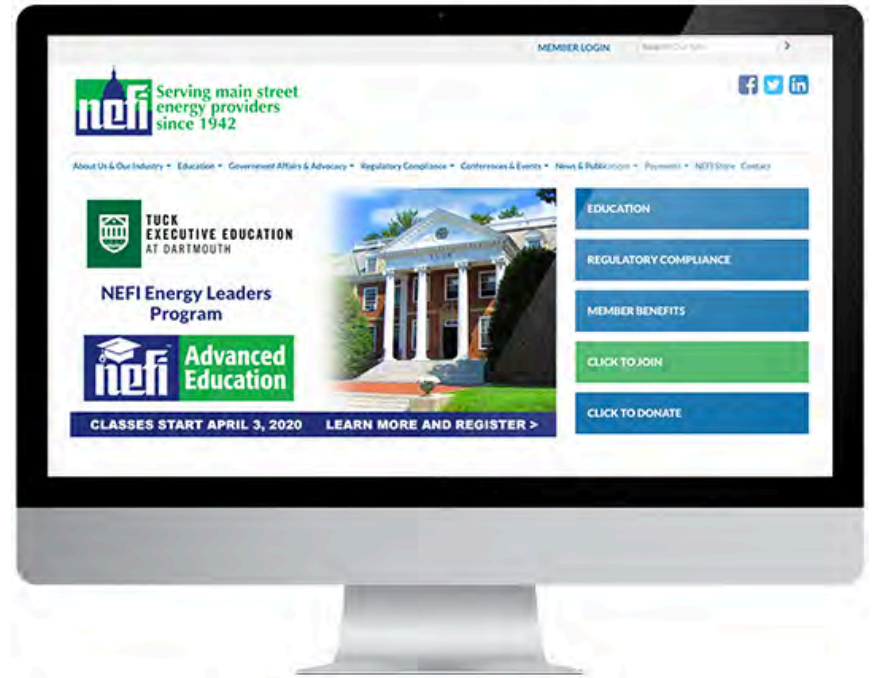 MEMBER LOGIN Search Our Site >
nefi
Serving main street
energy providers
since 1942
About Us & Our Industry Education Government Affairs & Advocacy Regulatory Compliance Conferences & Events News & Publications Payments NEFI Store Contact
TUCK
EXECUTIVE EDUCATION
AT DARTMOUTH
NEFI Energy Leaders
Program
nefi
Advanced
Education
CLASSES START APRIL 3, 2020 LEARN MORE AND REGISTER >
EDUCATION
REGULATORY COMPLIANCE
MEMBER BENEFITS
CLICK TO JOIN
CLICK TO DONATE